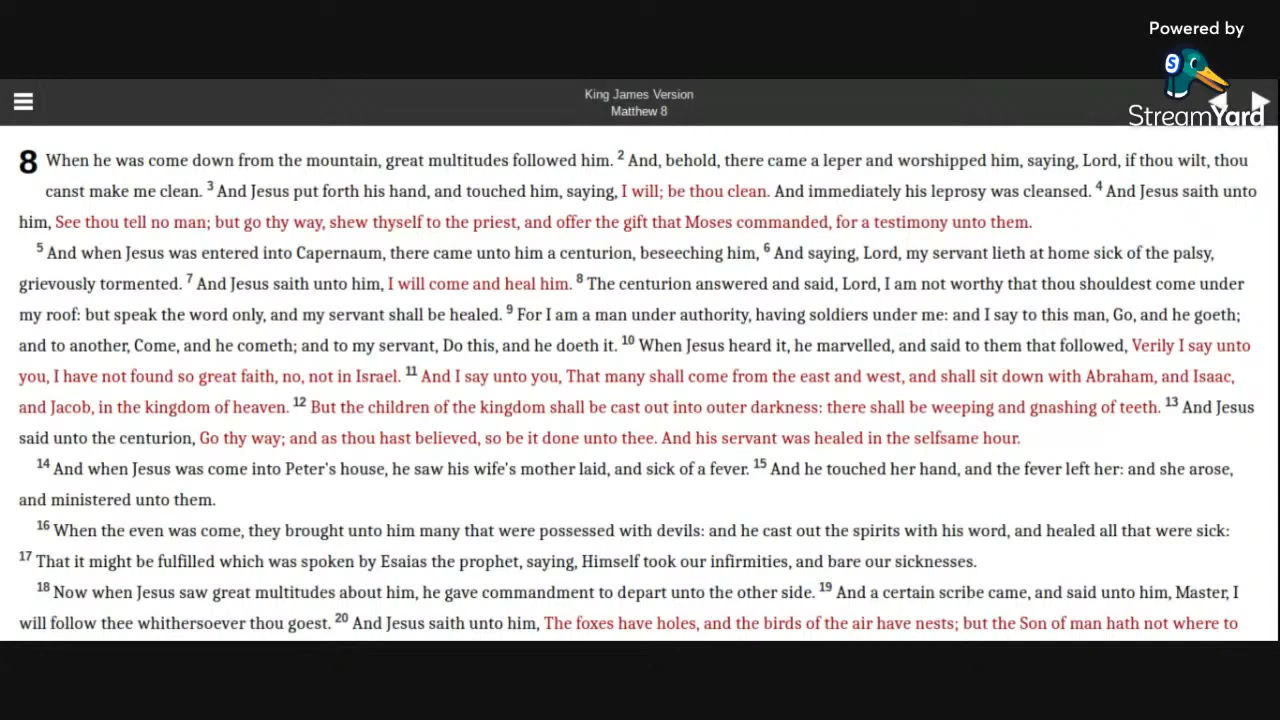 Powered by
StreamYard
King James Version
Matthew 8
8 When he was come down from the mountain, great multitudes followed him. 2 And, behold, there came a leper and worshipped him, saying, Lord, if thou wilt, thou
canst make me clean. 3 And Jesus put forth his hand, and touched him, saying, I will; be thou clean. And immediately his leprosy was cleansed. 4 And Jesus saith unto
him, See thou tell no man; but go thy way, shew thyself to the priest, and offer the gift that Moses commanded, for a testimony unto them.
5 And when Jesus was entered into Capernaum, there came unto him a centurion, beseeching him, 6 And saying, Lord, my servant lieth at home sick of the palsy,
grievously tormented. 7 And Jesus saith unto him, I will come and heal him. 8 The centurion answered and said, Lord, I am not worthy that thou shouldest come under
my roof: but speak the word only, and my servant shall be healed. 9 For I am a man under authority, having soldiers under me: and I say to this man, Go, and he goeth;
and to another, Come, and he cometh; and to my servant, Do this, and he doeth it. 10 When Jesus heard it, he marvelled, and said to them that followed, Verily I say unto
you, I have not found so great faith, no, not in Israel. 11 And I say unto you, That many shall come from the east and west, and shall sit down with Abraham, and Isaac,
and Jacob, in the kingdom of heaven. 12 But the children of the kingdom shall be cast out into outer darkness: there shall be weeping and gnashing of teeth. 13 And Jesus
said unto the centurion, Go thy way; and as thou hast believed, so be it done unto thee. And his servant was healed in the selfsame hour.
14 And when Jesus was come into Peter's house, he saw his wife's mother laid, and sick of a fever. 15 And he touched her hand, and the fever left her: and she arose,
and ministered unto them.
16 When the even was come, they brought unto him many that were possessed with devils: and he cast out the spirits with his word, and healed all that were sick:
17 That it might be fulfilled which was spoken by Esaias the prophet, saying, Himself took our infirmities, and bare our sicknesses.
18 Now when Jesus saw great multitudes about him, he gave commandment to depart unto the other side. 19 And a certain scribe came, and said unto him, Master, I
will follow thee whithersoever thou goest. 20 And Jesus saith unto him, The foxes have holes, and the birds of the air have nests; but the Son of man hath not where to